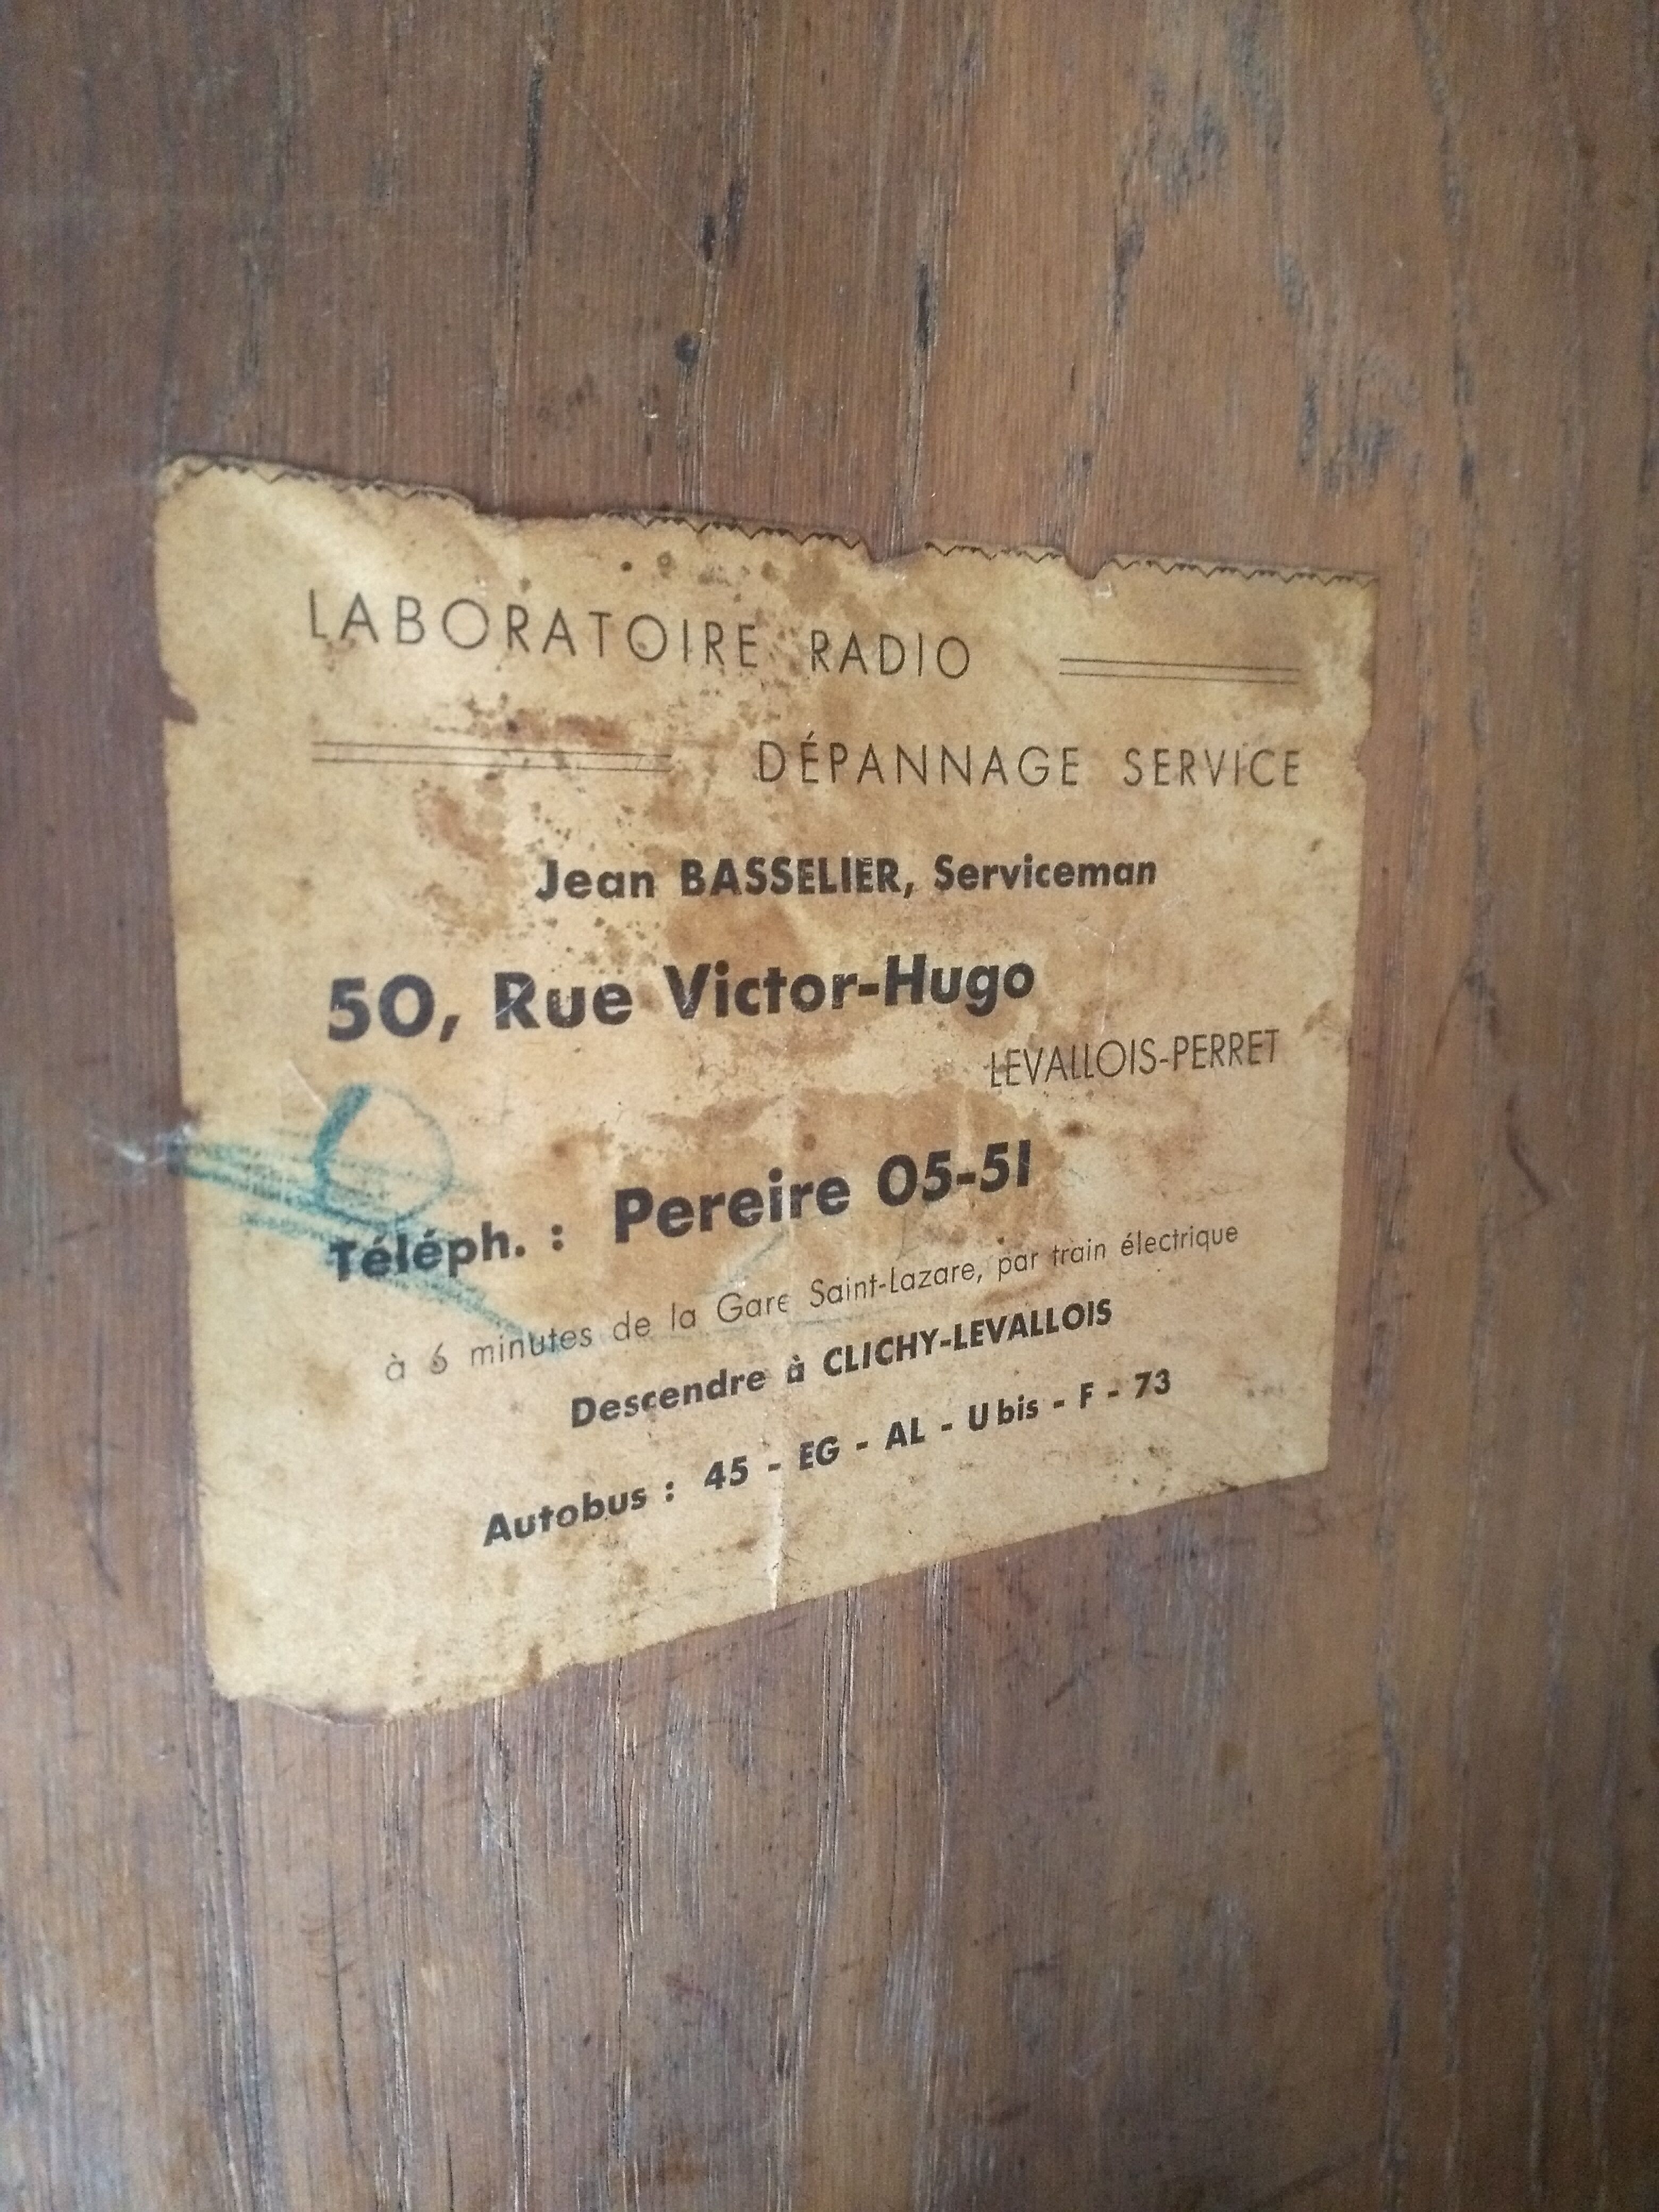 LABORATOIRE RADIO
DÉPANNAGE SERVICE
Jean BASSELIER, Serviceman
50, Rue Victor-Hugo
LEVALLOIS-PERRET
Téléph. : Pereire 05-51
à 6 minutes de la Gare Saint-Lazare, par train électrique
Descendre à CLICHY-LEVALLOIS
Autobus : 45 - EG - AL - U bis - F - 73